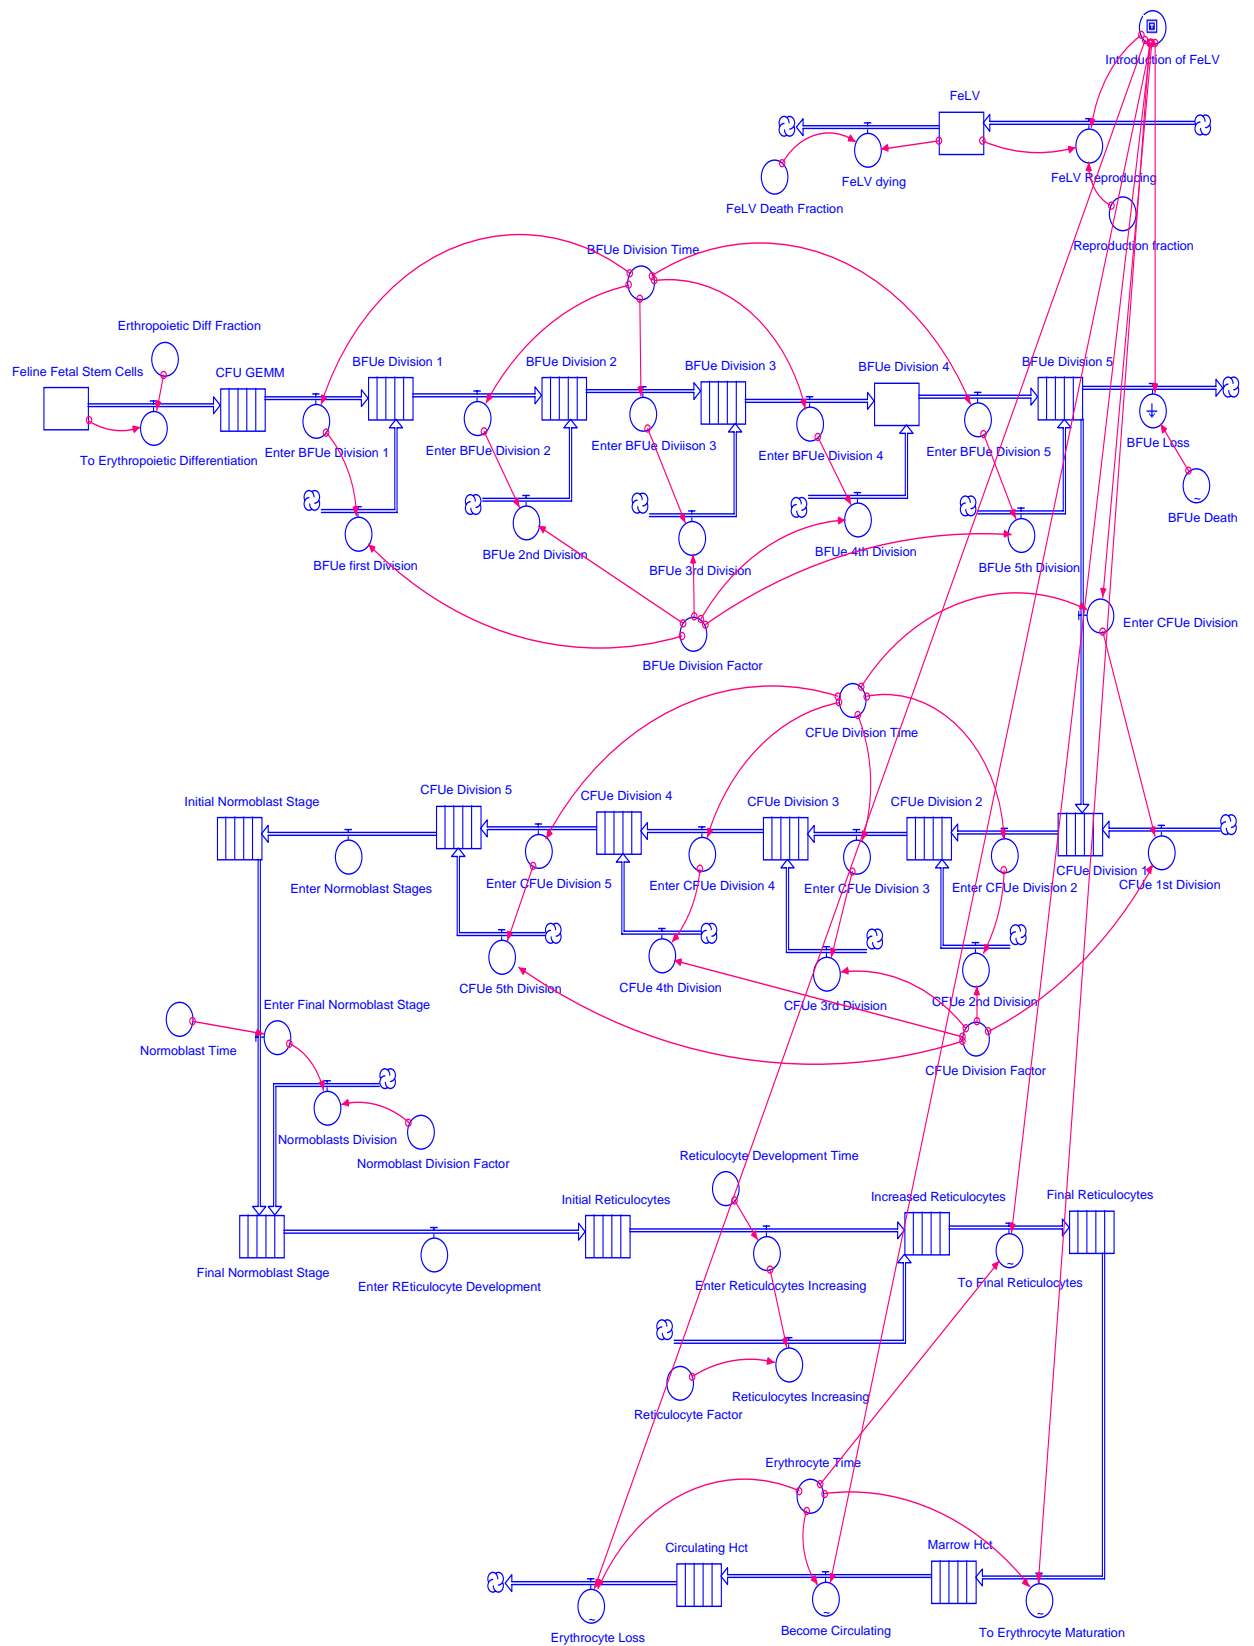 Introduction of FeLV
FeLV
FeLV dying
FeLV Reproducing
FeLV Death Fraction
Reproduction fraction
BFUe Division Time
Erthropoietic Diff Fraction
Feline Fetal Stem Cells
CFU GEMM
BFUe Division 1
BFUe Division 2
BFUe Division 3
BFUe Division 4
BFUe Division 5
To Erythropoietic Differentiation
Enter BFUe Division 1
Enter BFUe Division 2
Enter BFUe Diviison 3
Enter BFUe Division 4
Enter BFUe Division 5
BFUe Loss
BFUe Death
~
BFUe first Division
BFUe 2nd Division
BFUe 3rd Division
BFUe 4th Division
BFUe 5th Division
BFUe Division Factor
Enter CFUe Division
CFUe Division Time
Initial Normoblast Stage
CFUe Division 5
CFUe Division 4
CFUe Division 3
CFUe Division 2
CFUe Division 1
Enter Normoblast Stages
Enter CFUe Division 5
Enter CFUe Division 4
Enter CFUe Division 3
Enter CFUe Division 2
CFUe 1st Division
CFUe 5th Division
CFUe 4th Division
CFUe 3rd Division
CFUe 2nd Division
Enter Final Normoblast Stage
Normoblast Time
CFUe Division Factor
Normoblasts Division
Normoblast Division Factor
Reticulocyte Development Time
Initial Reticulocytes
Increased Reticulocytes
Final Reticulocytes
Final Normoblast Stage
Enter REticulocyte Development
Enter Reticulocytes Increasing
~
To Final Reticulocytes
Reticulocytes Increasing
Reticulocyte Factor
Erythrocyte Time
Circulating Hct
Marrow Hct
~
Erythrocyte Loss
~
Become Circulating
~
To Erythrocyte Maturation